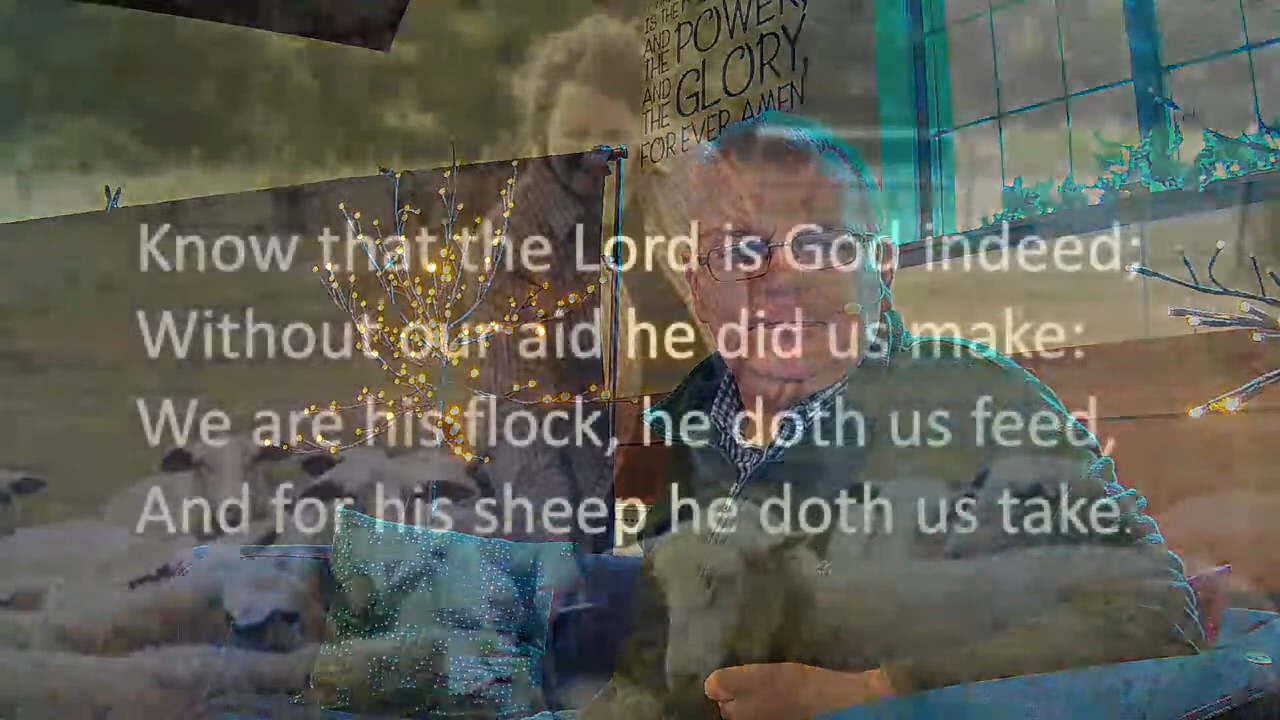 IS THE
AND POWER,
THE
AND GLORY,
THE
FOR EVER AMEN
Know that the Lord is God indeed;
Without our aid he did us make:
We are his flock, he doth us feed,
And for his sheep he doth us take.